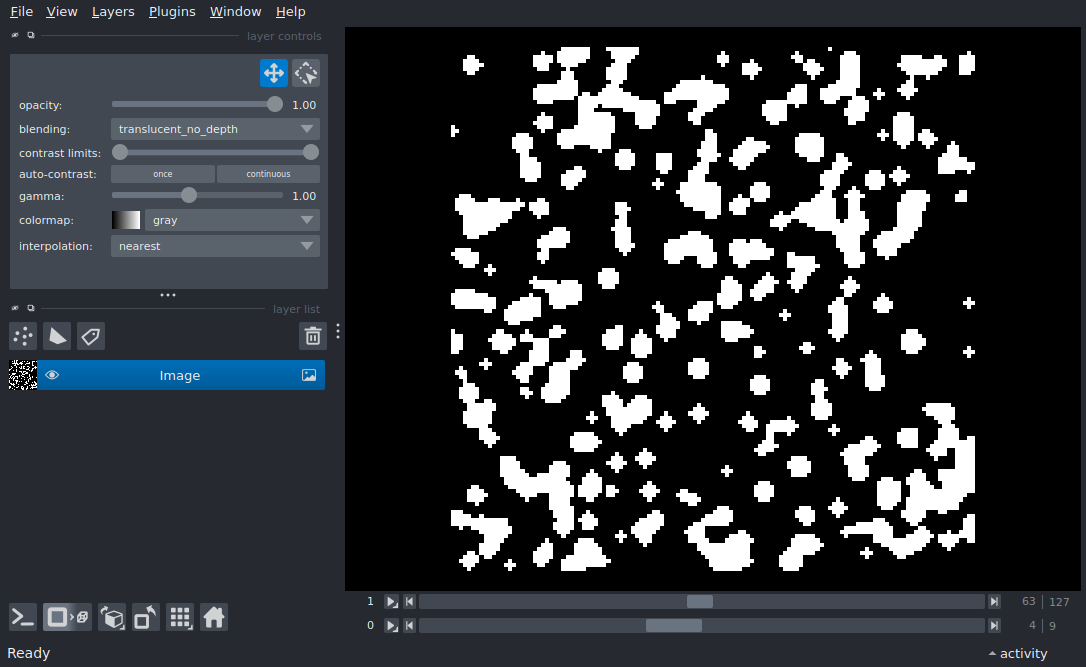 File View Layers Plugins Window Help
layer controls
opacity: 1.00
blending: translucent_no_depth
contrast limits:
auto-contrast: once continuous
gamma: 1.00
colormap: gray
interpolation: nearest
layer list
Image
1 63 | 127
0 4 | 9
Ready activity